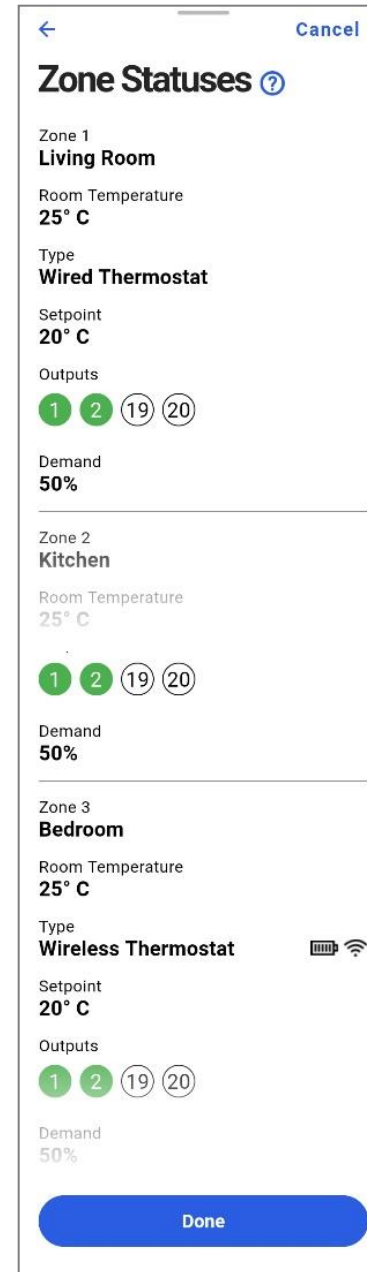 Cancel
Zone Statuses ?
Zone 1
Living Room
Room Temperature
25° C
Type
Wired Thermostat
Setpoint
20° C
Outputs
1 2 19 20
Demand
50%
Zone 2
Kitchen
Room Temperature
25° C
1 2 19 20
Demand
50%
Zone 3
Bedroom
Room Temperature
25° C
Type
Wireless Thermostat
Setpoint
20° C
Outputs
1 2 19 20
Demand
50%
Done